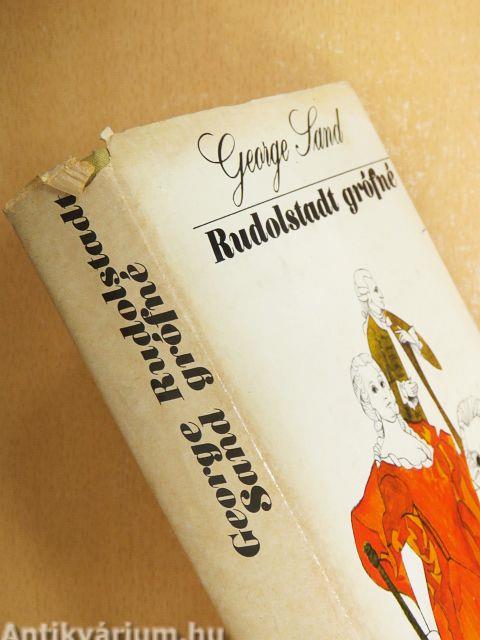 George Sand
Rudolstadt grófné
George Rudolstadt
Sand grófné
Antikvárium.hu